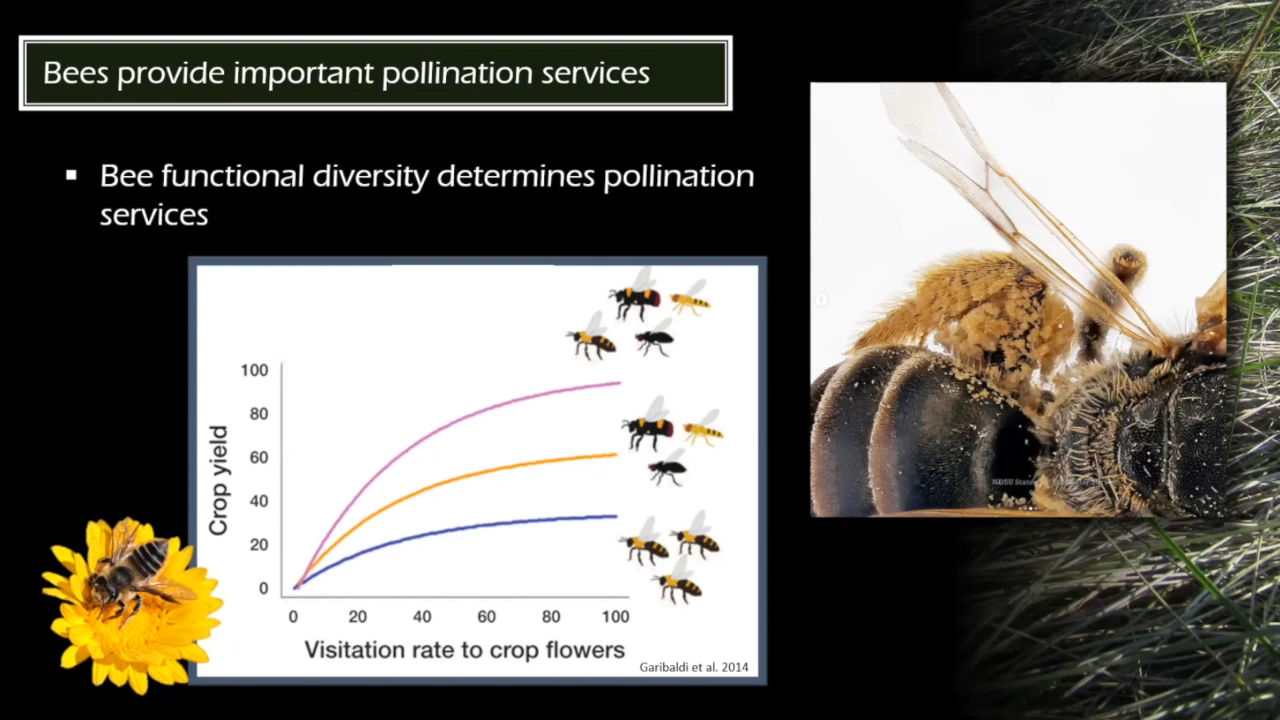 Bees provide important pollination services
▪ Bee functional diversity determines pollination
services
100
80
60
40
20
0
Crop yield
0 20 40 60 80 100
Visitation rate to crop flowers
Garibaldi et al. 2014